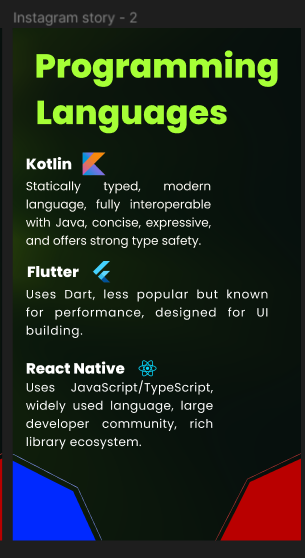 Instagram story - 2
Programming
Languages
Kotlin
Statically typed, modern
language, fully interoperable
with Java, concise, expressive,
and offers strong type safety.
Flutter
Uses Dart, less popular but known
for performance, designed for UI
building.
React Native
Uses JavaScript/TypeScript,
widely used language, large
developer community, rich
library ecosystem.